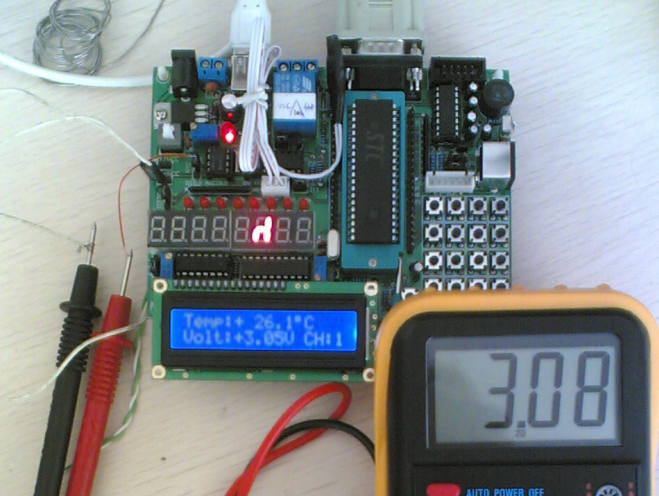 STC
d
Temp:+ 26.1°C
Volt:+3.05V CH:1
3.08
AUTO POWER OFF